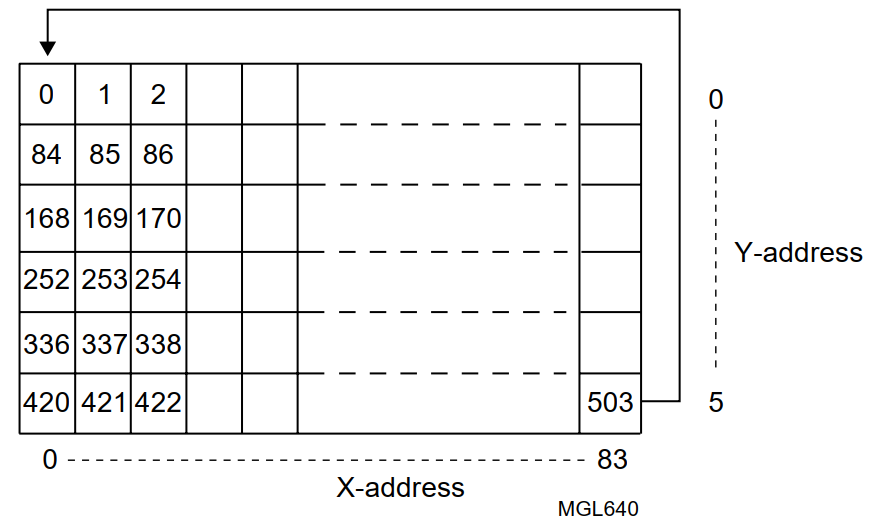 0 1 2
0
84 85 86
168 169 170
Y-address
252 253 254
336 337 338
420 421 422 503
5
0 83
X-address
MGL640